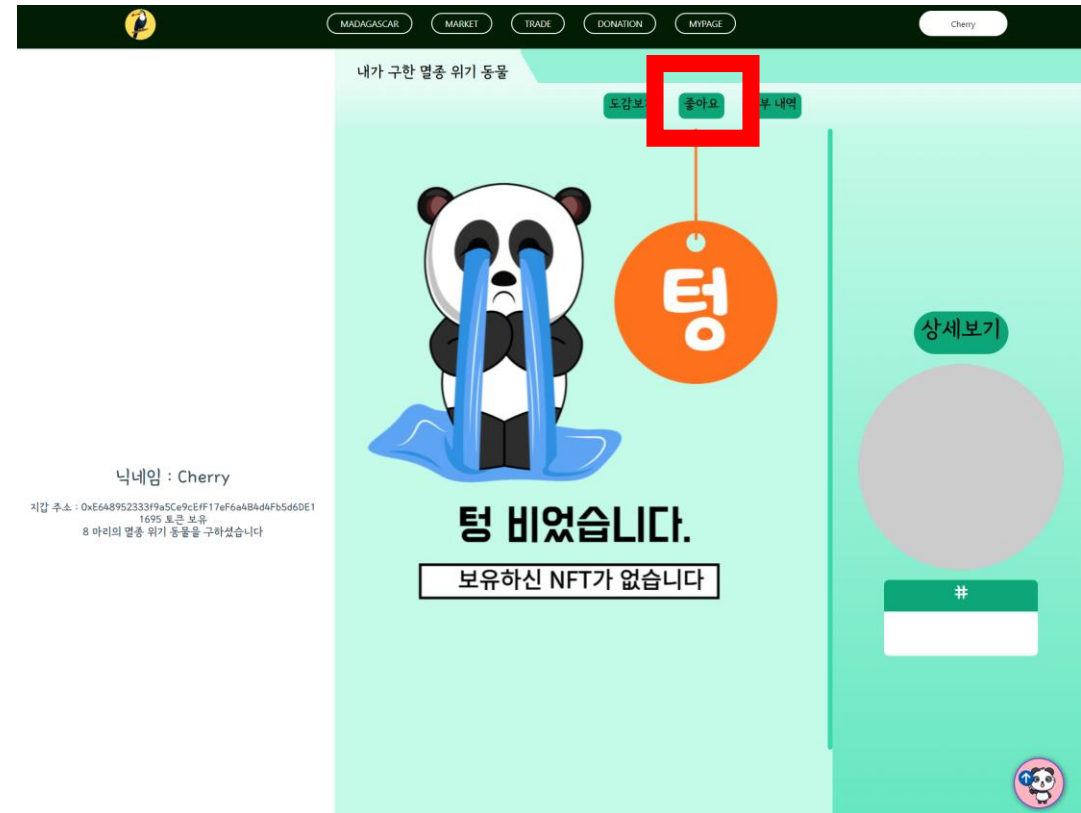 MADAGASCAR MARKET TRADE DONATION MYPAGE Cherry
내가 구한 멸종 위기 동물
도감보 좋아요 부 내역
텅
상세보기
닉네임 : Cherry
지갑 주소 : 0xE648952333f9a5Ce9cEfF17eF6a4B4d4Fb5d6DE1
1695 토큰 보유
8 마리의 멸종 위기 동물을 구하셨습니다
텅 비었습니다.
보유하신 NFT가 없습니다
#